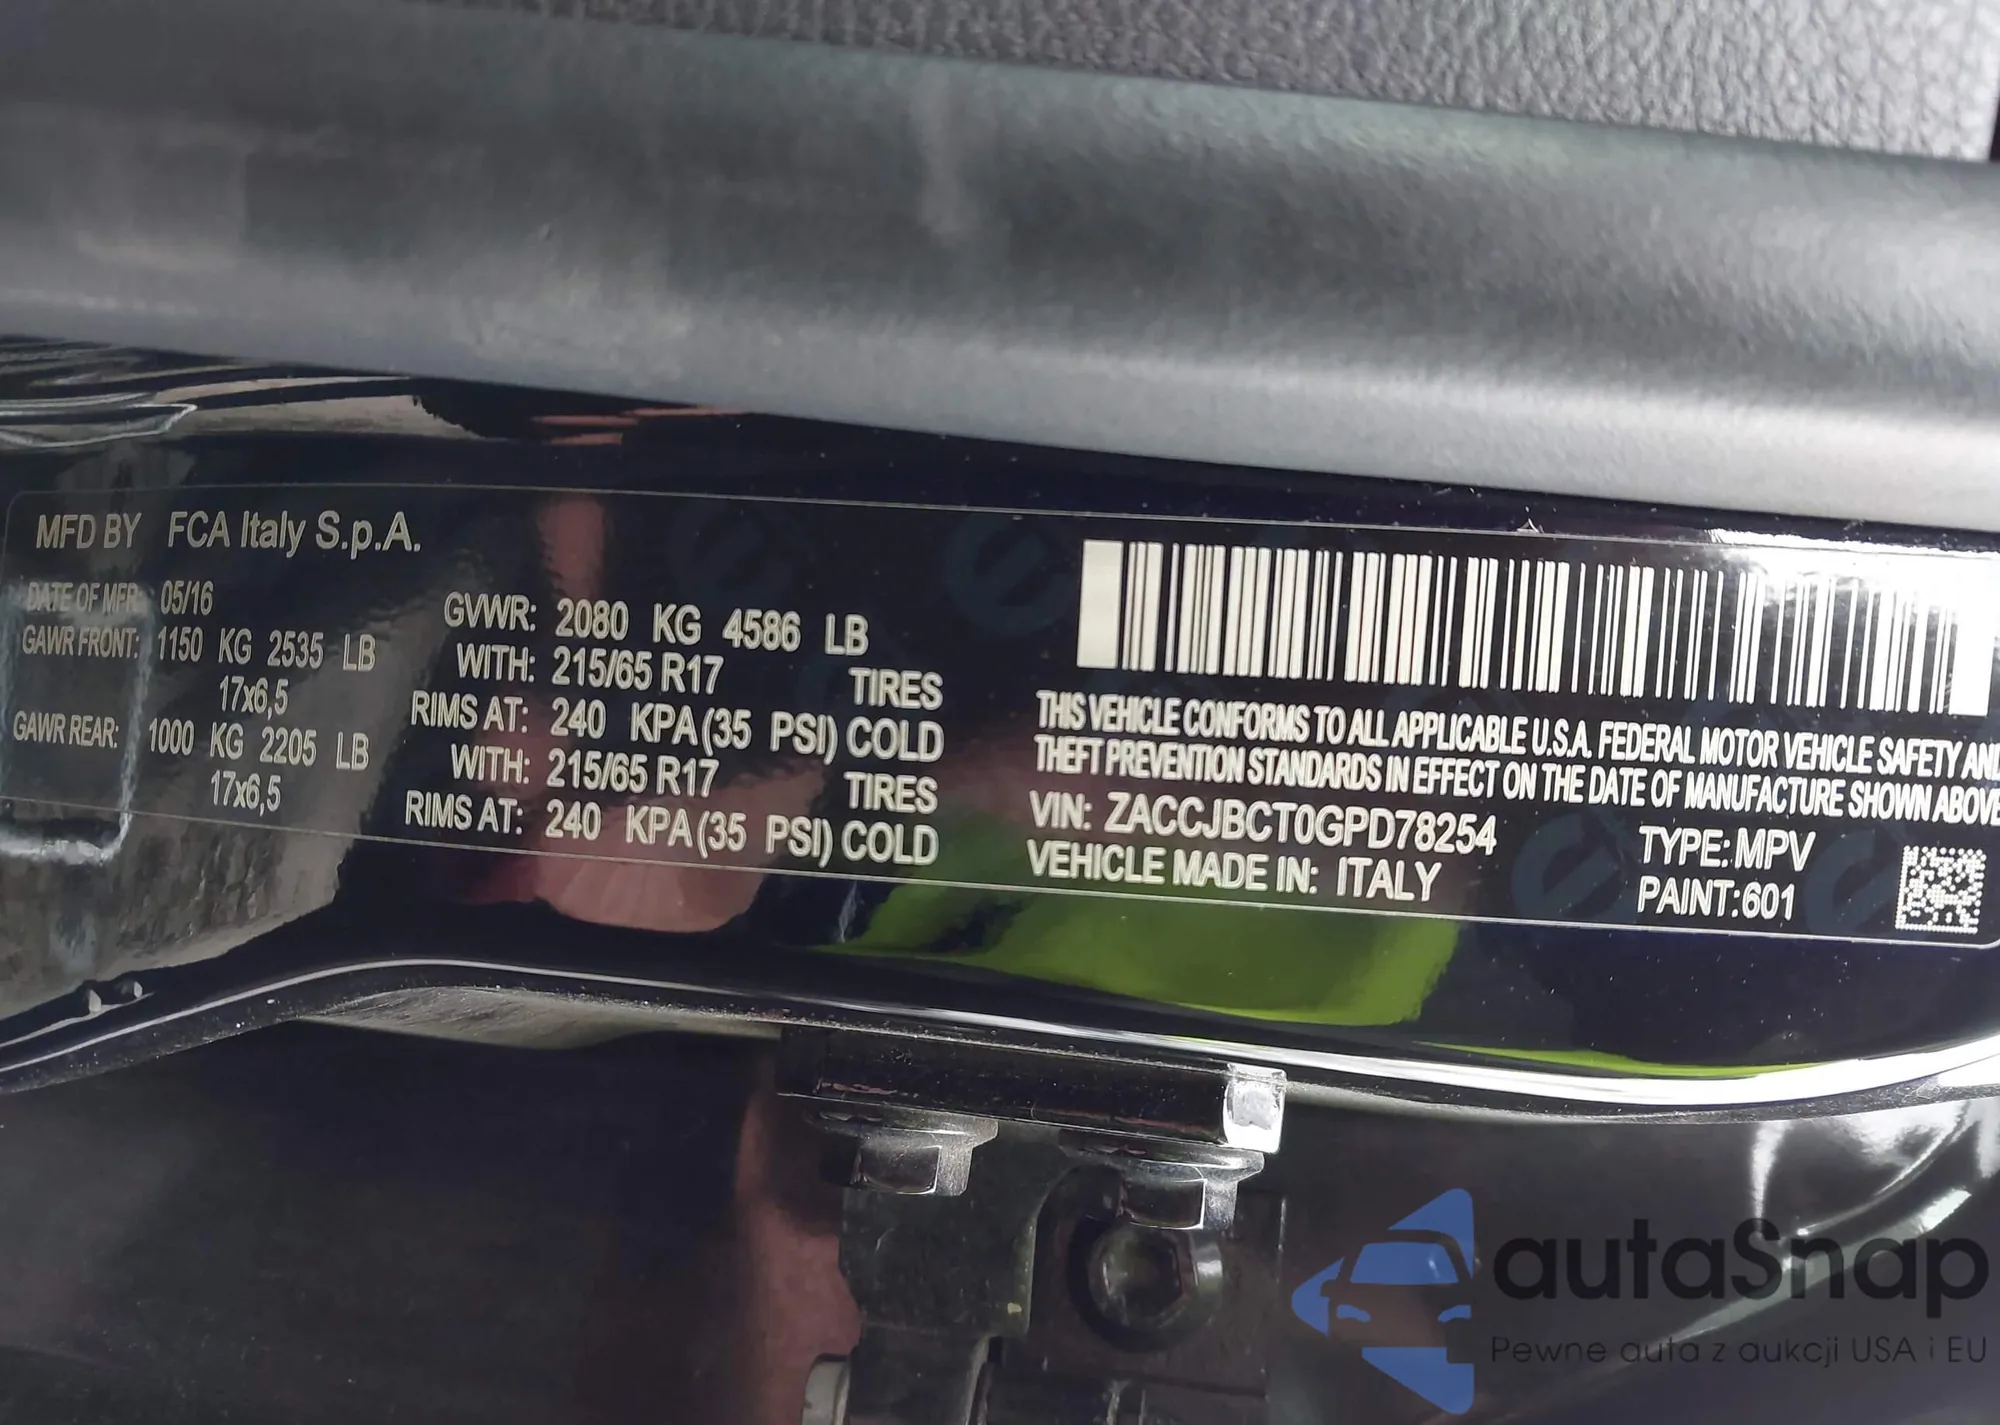 MFD BY FCA Italy S.p.A.
DATE OF MFR: 05/16
GAWR FRONT: 1150 KG 2535 LB
17x6,5
GAWR REAR: 1000 KG 2205 LB
17x6,5
GVWR: 2080 KG 4586 LB
WITH: 215/65 R17 TIRES
RIMS AT: 240 KPA(35 PSI) COLD
WITH: 215/65 R17 TIRES
RIMS AT: 240 KPA(35 PSI) COLD
THIS VEHICLE CONFORMS TO ALL APPLICABLE U.S.A. FEDERAL MOTOR VEHICLE SAFETY AND
THEFT PREVENTION STANDARDS IN EFFECT ON THE DATE OF MANUFACTURE SHOWN ABOVE
VIN: ZACCJBCT0GPD78254 TYPE: MPV
VEHICLE MADE IN: ITALY PAINT:601
autaSnap
Pewne auta z aukcji USA i EU